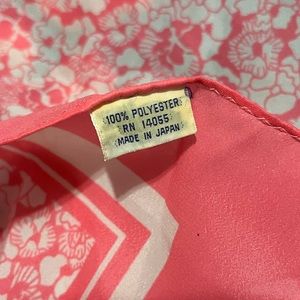 100% POLYESTER
RN 14055
MADE IN JAPAN